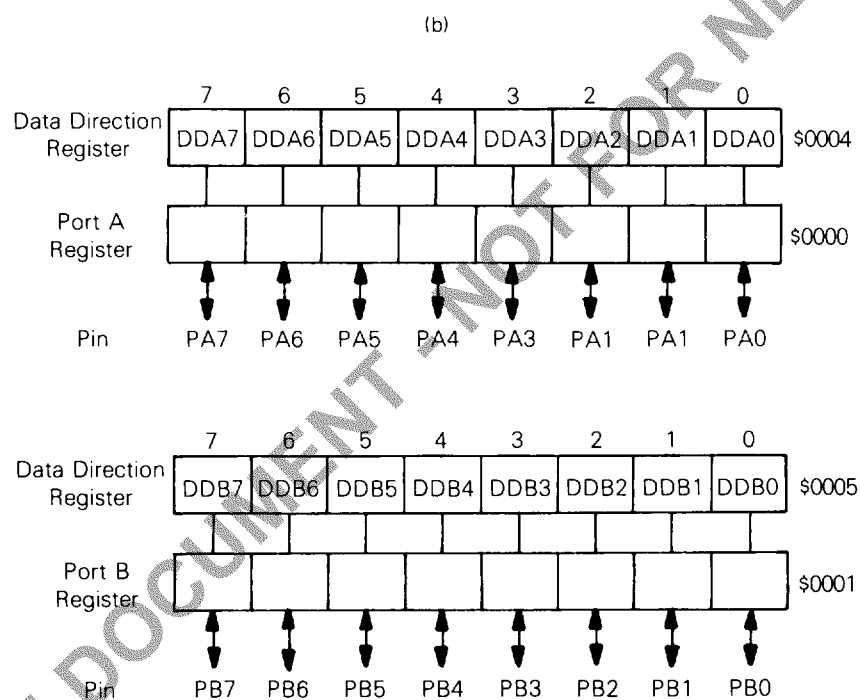 (b)
7 6 5 4 3 2 1 0
Data Direction Register DDA7 DDA6 DDA5 DDA4 DDA3 DDA2 DDA1 DDA0 $0004
Port A Register $0000
Pin PA7 PA6 PA5 PA4 PA3 PA1 PA1 PA0
7 6 5 4 3 2 1 0
Data Direction Register DDB7 DDB6 DDB5 DDB4 DDB3 DDB2 DDB1 DDB0 $0005
Port B Register $0001
Pin PB7 PB6 PB5 PB4 PB3 PB2 PB1 PB0
DOCUMENT - NOT FOR